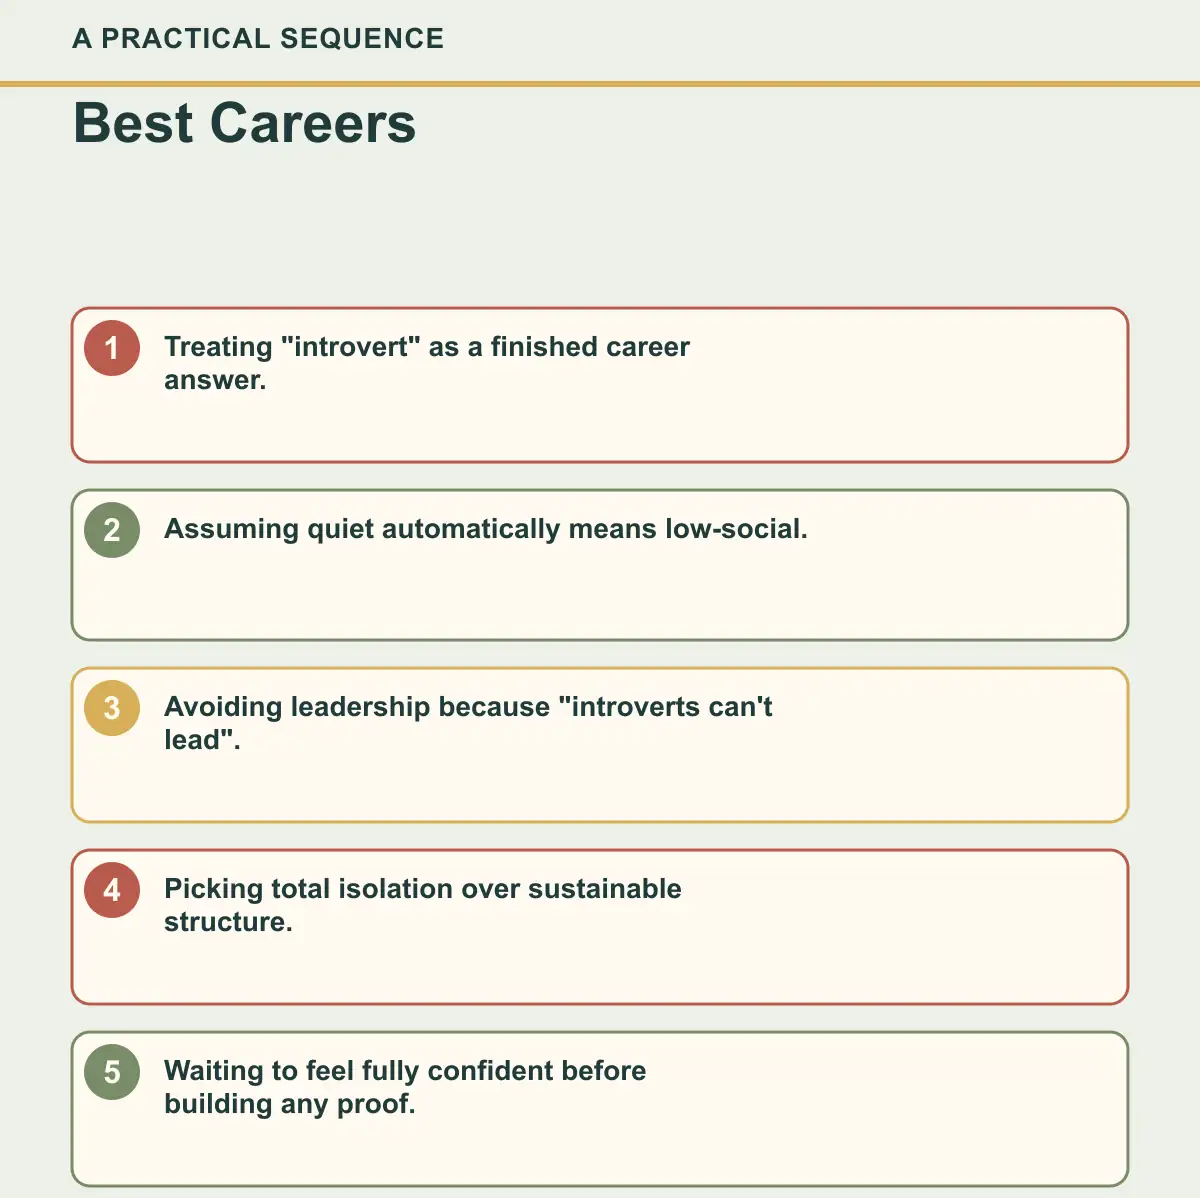 A PRACTICAL SEQUENCE
Best Careers
1
Treating "introvert" as a finished career
answer.
2
Assuming quiet automatically means low-social.
3
Avoiding leadership because "introverts can't
lead".
4
Picking total isolation over sustainable
structure.
5
Waiting to feel fully confident before
building any proof.